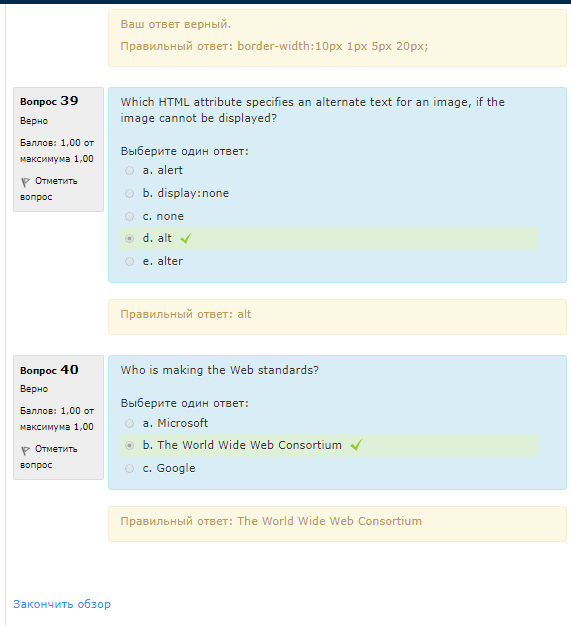 Ваш ответ верный.
Правильный ответ: border-width:10px 1px 5px 20px;
Вопрос 39
Верно
Баллов: 1,00 от
максимума 1,00
Отметить
вопрос
Which HTML attribute specifies an alternate text for an image, if the
image cannot be displayed?
Выберите один ответ:
a. alert
b. display:none
c. none
d. alt
e. alter
Правильный ответ: alt
Вопрос 40
Верно
Баллов: 1,00 от
максимума 1,00
Отметить
вопрос
Who is making the Web standards?
Выберите один ответ:
a. Microsoft
b. The World Wide Web Consortium
c. Google
Правильный ответ: The World Wide Web Consortium
Закончить обзор